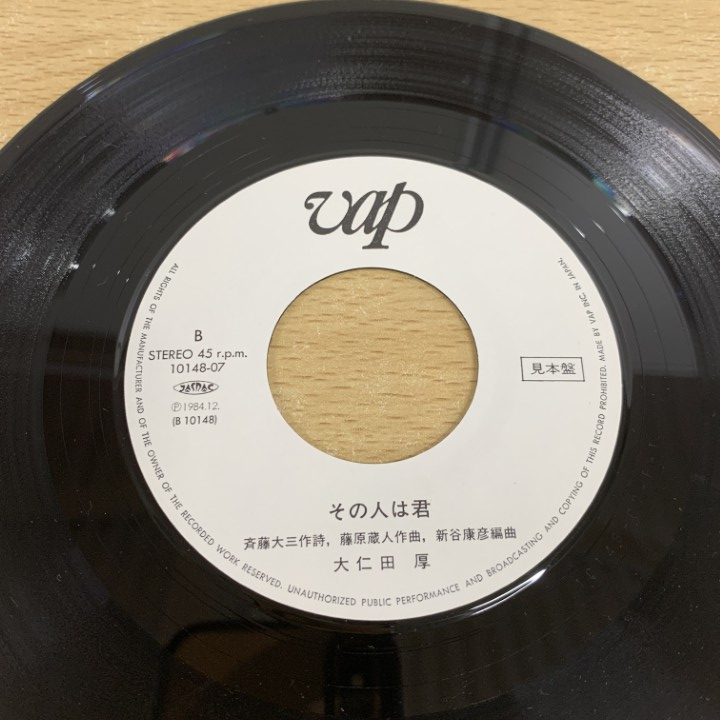 vap
B
STEREO 45 r.p.m.
10148-07
JASRAC
Ⓟ1984.12.
(B 10148)
見本盤
その人は君
斉藤大三作詩, 藤原蔵人作曲, 新谷康彦編曲
大仁田 厚
ALL RIGHTS OF THE MANUFACTURER AND OF THE OWNER OF THE RECORDED WORK RESERVED. UNAUTHORIZED PUBLIC PERFORMANCE AND BROADCASTING AND COPYING OF THIS RECORD PROHIBITED. MADE BY VAP INC. IN JAPAN.